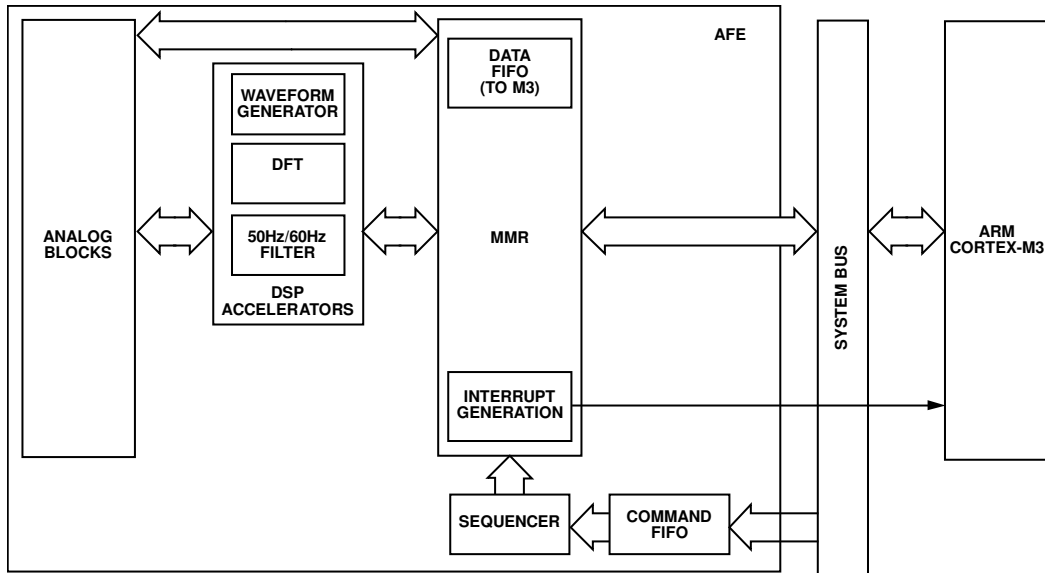 AFE
DATA
FIFO
(TO M3)
WAVEFORM
GENERATOR
DFT
50Hz/60Hz
FILTER
DSP
ACCELERATORS
ANALOG
BLOCKS
MMR
INTERRUPT
GENERATION
SEQUENCER
COMMAND
FIFO
SYSTEM BUS
ARM
CORTEX-M3